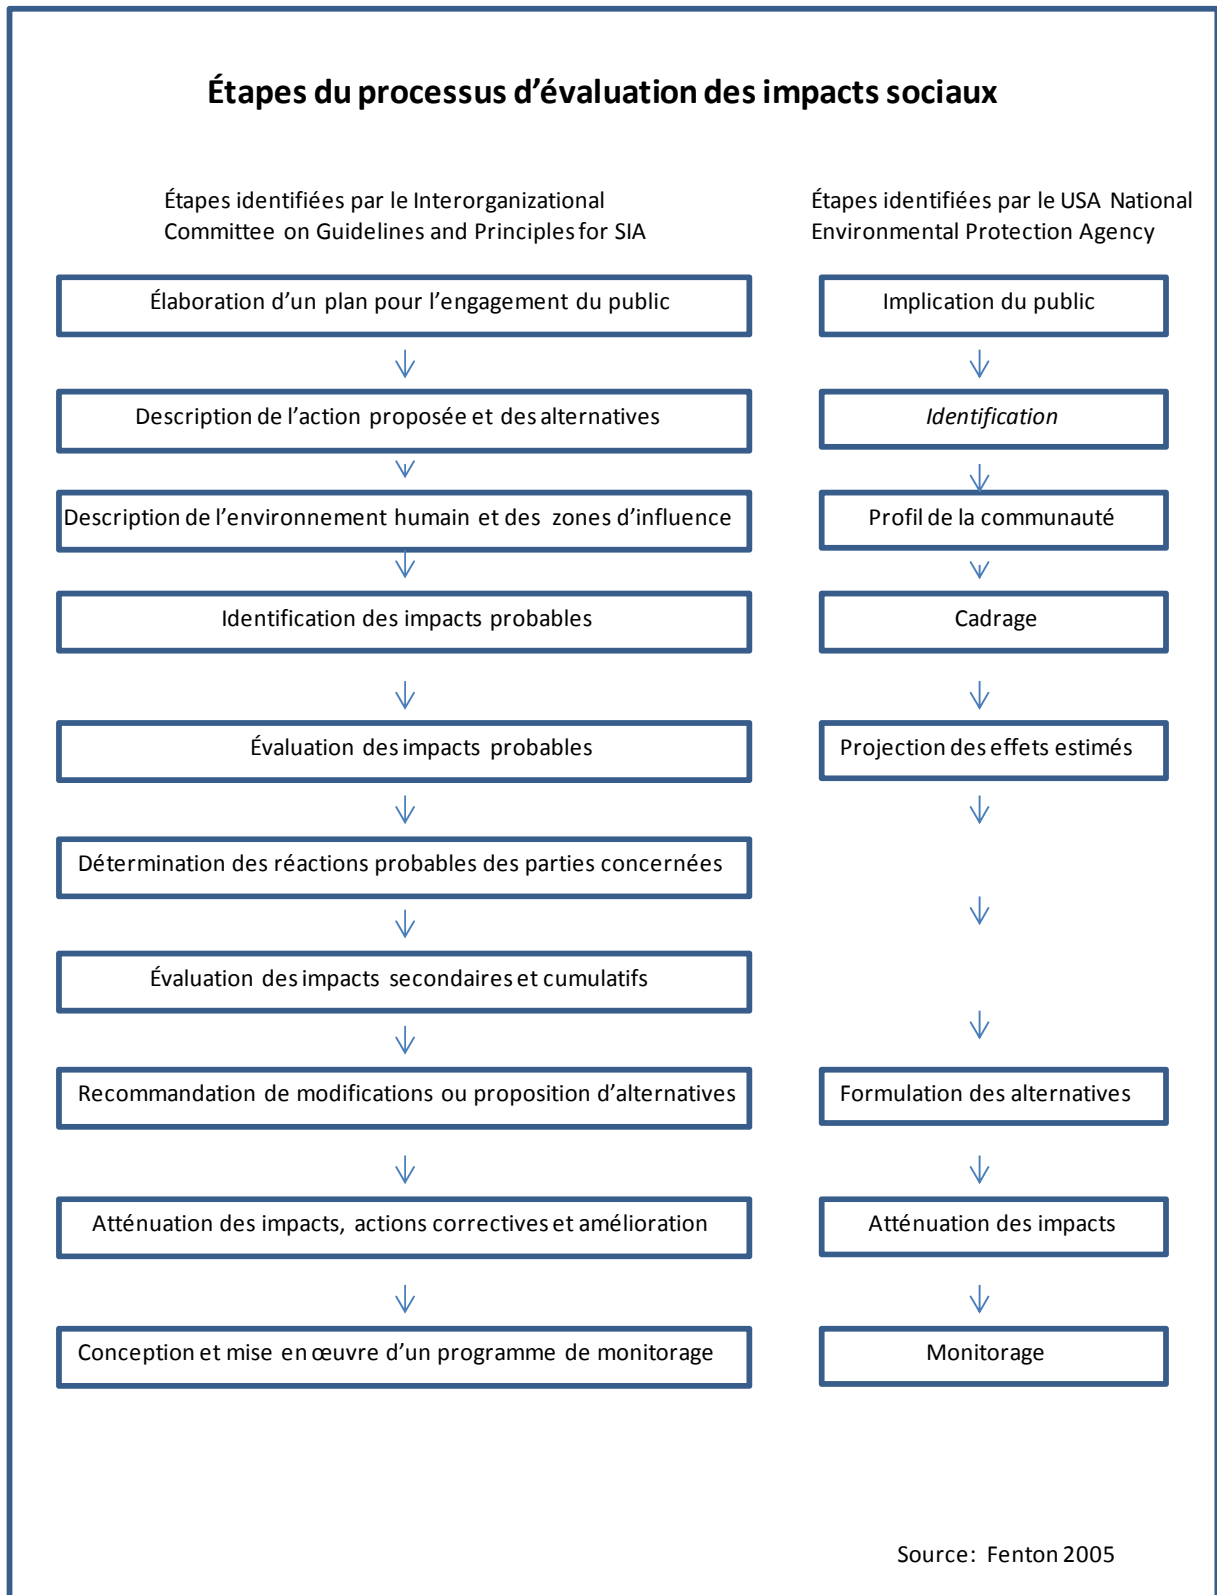 Étapes du processus d'évaluation des impacts sociaux
Étapes identifiées par le Interorganizational
Committee on Guidelines and Principles for SIA
Étapes identifiées par le USA National
Environmental Protection Agency
Élaboration d'un plan pour l'engagement du public
Implication du public
Description de l'action proposée et des alternatives
Identification
Description de l'environnement humain et des zones d'influence
Profil de la communauté
Identification des impacts probables
Cadrage
Évaluation des impacts probables
Projection des effets estimés
Détermination des réactions probables des parties concernées
Évaluation des impacts secondaires et cumulatifs
Recommandation de modifications ou proposition d'alternatives
Formulation des alternatives
Atténuation des impacts, actions correctives et amélioration
Atténuation des impacts
Conception et mise en œuvre d'un programme de monitorage
Monitorage
Source: Fenton 2005